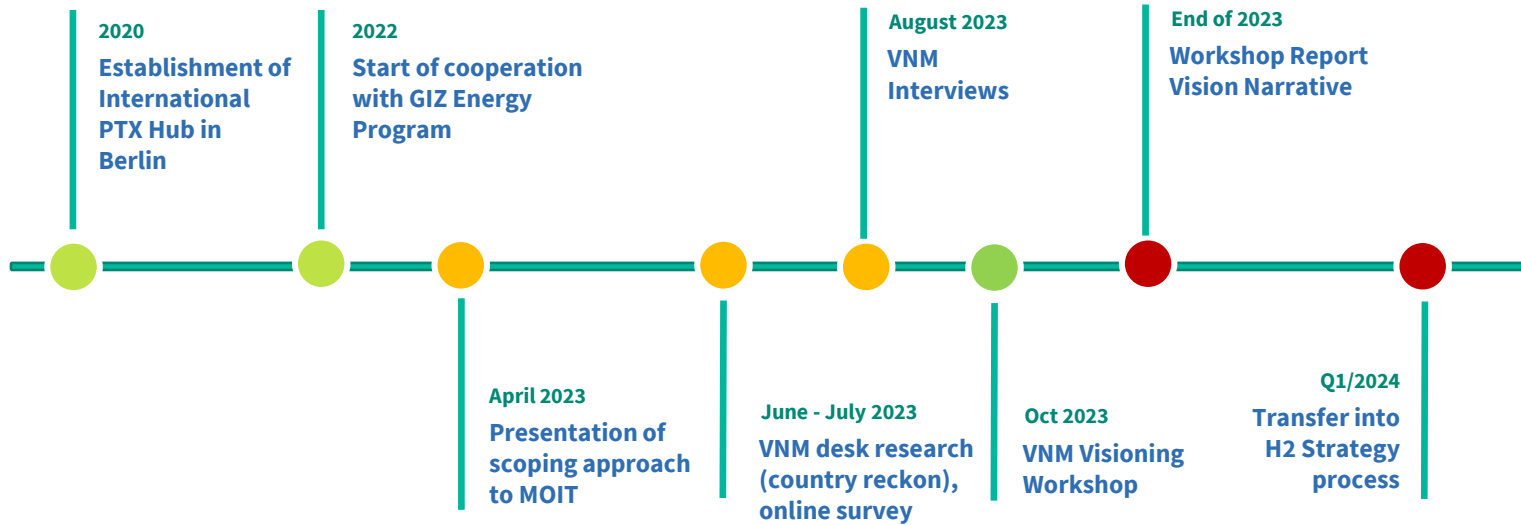 2020
Establishment of
International
PTX Hub in
Berlin
2022
Start of cooperation
with GIZ Energy
Program
August 2023
VNM
Interviews
End of 2023
Workshop Report
Vision Narrative
April 2023
Presentation of
scoping approach
to MOIT
June - July 2023
VNM desk research
(country reckon),
online survey
Oct 2023
VNM Visioning
Workshop
Q1/2024
Transfer into
H2 Strategy
process